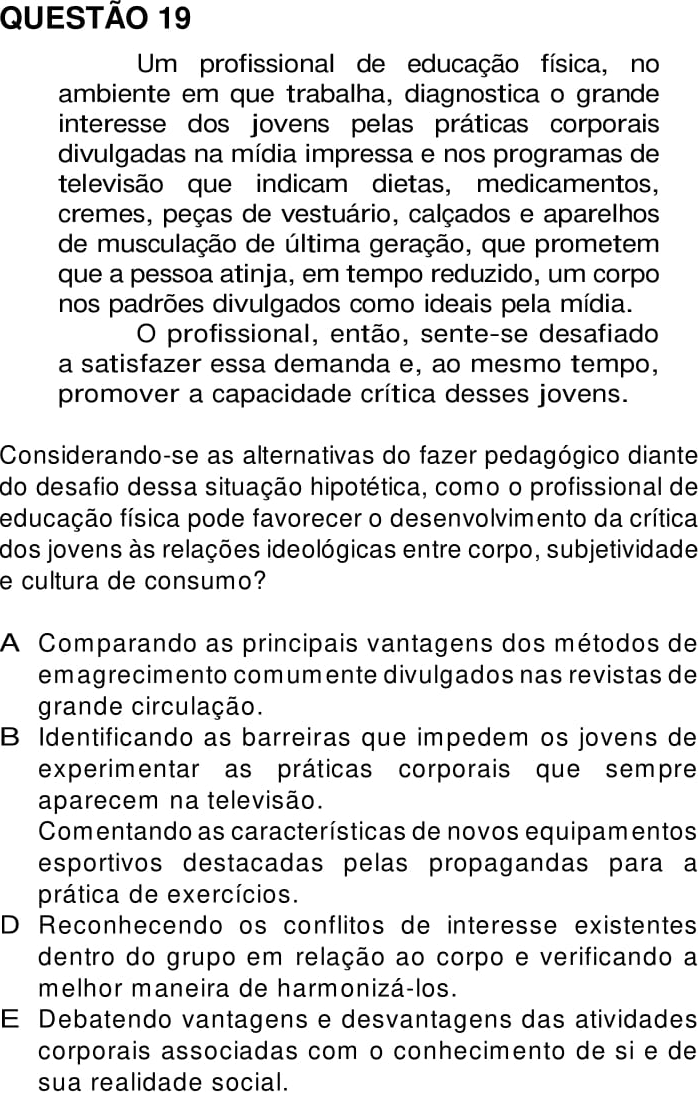 QUESTÃO 19
Um profissional de educação física, no
ambiente em que trabalha, diagnostica o grande
interesse dos jovens pelas práticas corporais
divulgadas na mídia impressa e nos programas de
televisão que indicam dietas, medicamentos,
cremes, peças de vestuário, calçados e aparelhos
de musculação de última geração, que prometem
que a pessoa atinja, em tempo reduzido, um corpo
nos padrões divulgados como ideais pela mídia.
O profissional, então, sente-se desafiado
a satisfazer essa demanda e, ao mesmo tempo,
promover a capacidade crítica desses jovens.
Considerando-se as alternativas do fazer pedagógico diante
do desafio dessa situação hipotética, como o profissional de
educação física pode favorecer o desenvolvimento da crítica
dos jovens às relações ideológicas entre corpo, subjetividade
e cultura de consumo?
A Comparando as principais vantagens dos métodos de
emagrecimento comumente divulgados nas revistas de
grande circulação.
B Identificando as barreiras que impedem os jovens de
experimentar as práticas corporais que sempre
aparecem na televisão.
Comentando as características de novos equipamentos
esportivos destacadas pelas propagandas para a
prática de exercícios.
D Reconhecendo os conflitos de interesse existentes
dentro do grupo em relação ao corpo e verificando a
melhor maneira de harmonizá-los.
E Debatendo vantagens e desvantagens das atividades
corporais associadas com o conhecimento de si e de
sua realidade social.